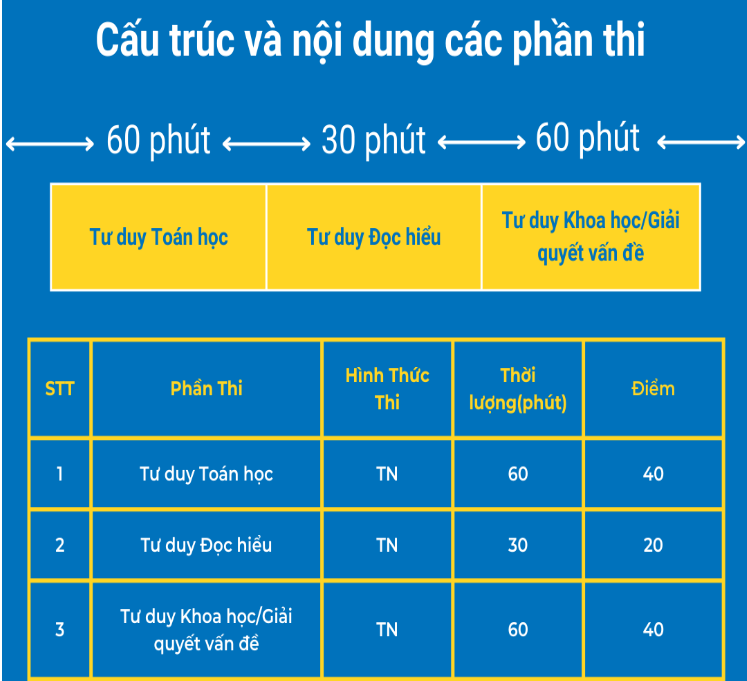 Cấu trúc và nội dung các phần thi
60 phút 30 phút 60 phút
Tư duy Toán học
Tư duy Đọc hiểu
Tư duy Khoa học/Giải
quyết vấn đề
STT
Phần Thi
Hình Thức
Thi
Thời
lượng(phút)
Điểm
1 Tư duy Toán học TN 60 40
2 Tư duy Đọc hiểu TN 30 20
3 Tư duy Khoa học/Giải
quyết vấn đề TN 60 40